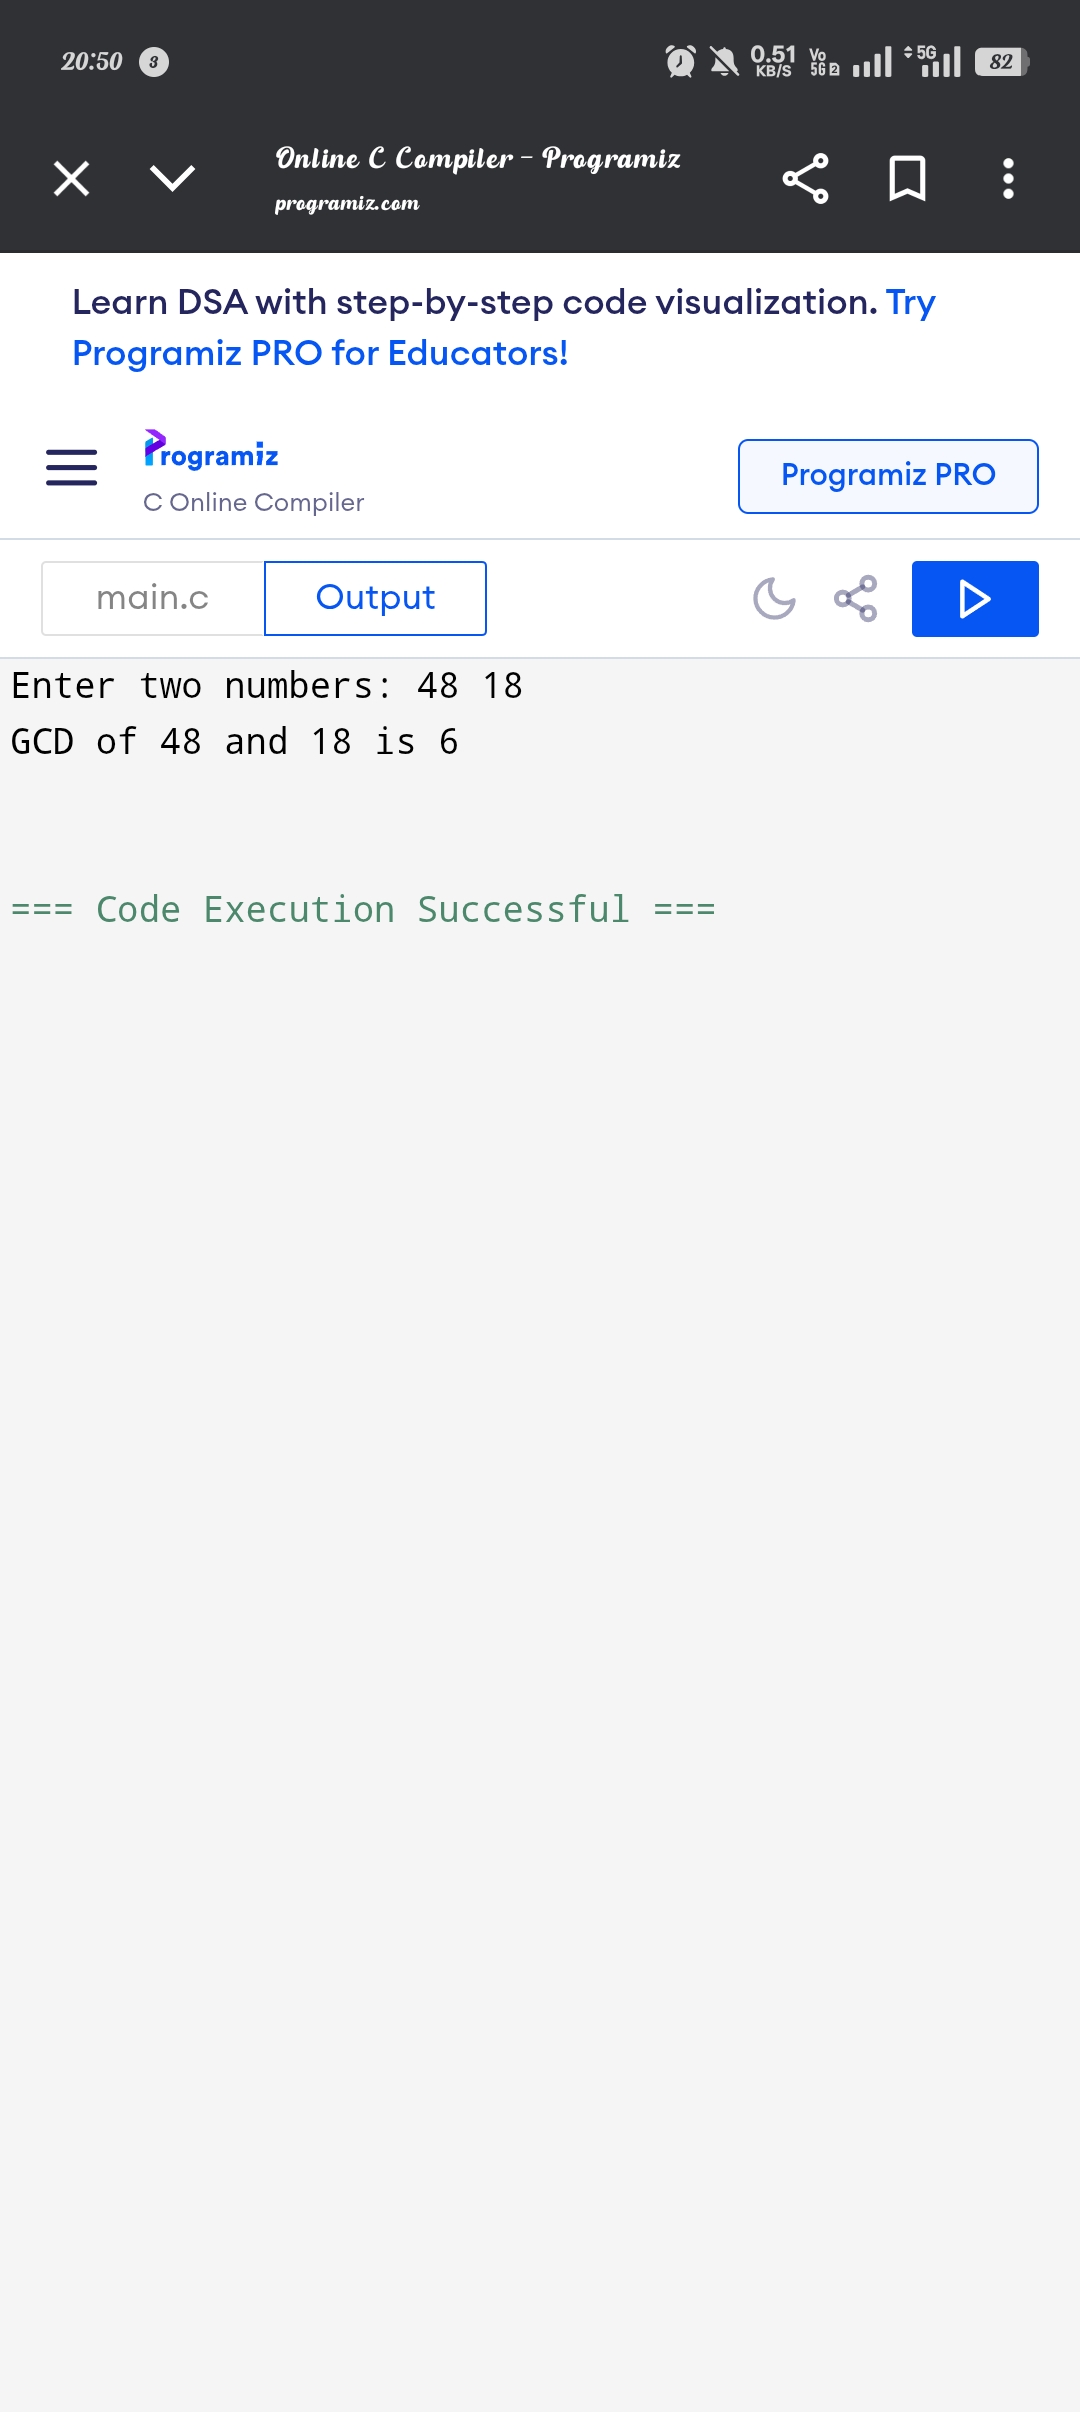 20:50 3 0.51 KB/S Vo 5G 2 5G 82
Online C Compiler - Programiz
programiz.com
Learn DSA with step-by-step code visualization. Try
Programiz PRO for Educators!
Programiz
C Online Compiler
Programiz PRO
main.c
Output
Enter two numbers: 48 18
GCD of 48 and 18 is 6
=== Code Execution Successful ===